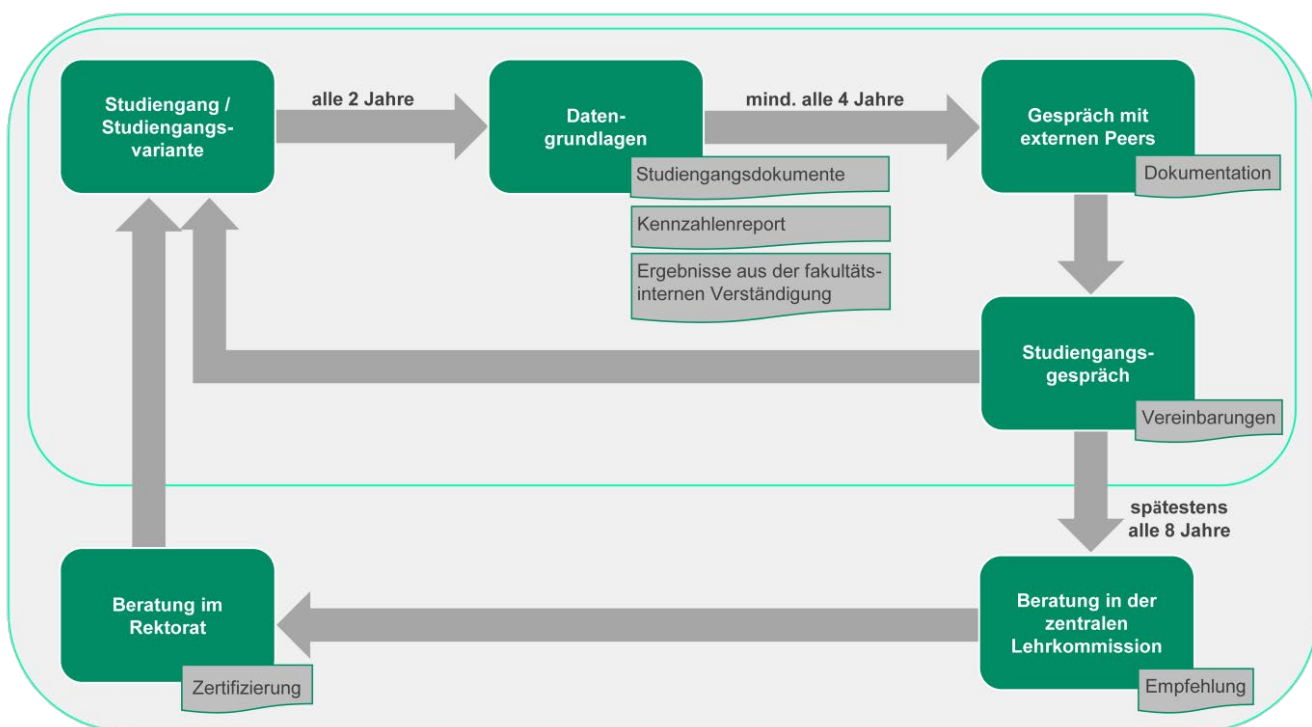 Studiengang /
Studiengangs-
variante
alle 2 Jahre
Daten-
grundlagen
Studiengangsdokumente
Kennzahlenreport
Ergebnisse aus der fakultäts-
internen Verständigung
mind. alle 4 Jahre
Gespräch mit
externen Peers
Dokumentation
Studiengangs-
gespräch
Vereinbarungen
spätestens
alle 8 Jahre
Beratung in der
zentralen
Lehrkommission
Empfehlung
Beratung im
Rektorat
Zertifizierung